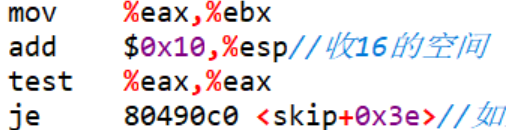 mov %eax,%ebx
add $0x10,%esp//收16的空间
test %eax,%eax
je 80490c0 <skip+0x3e>//如